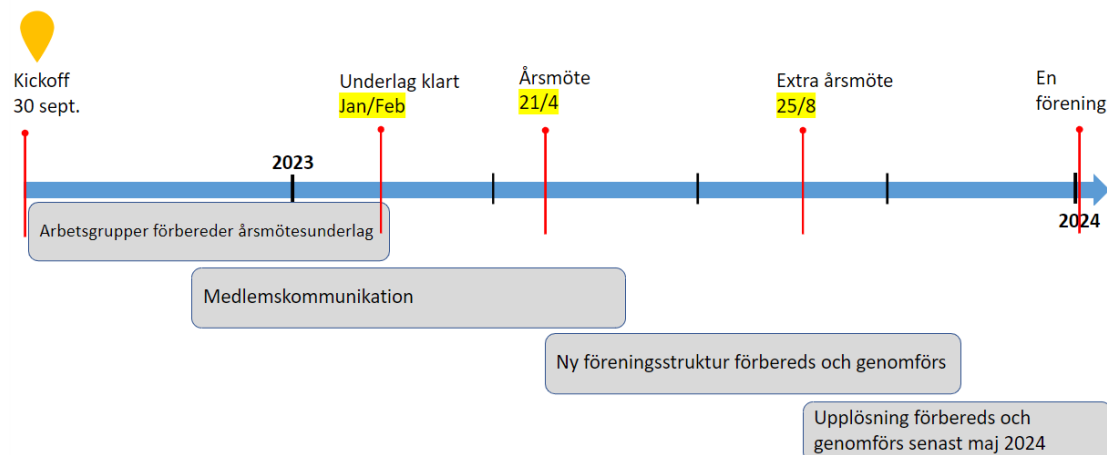 Kickoff
30 sept.
Underlag klart
Jan/Feb
Årsmöte
21/4
Extra årsmöte
25/8
En
förening
2023
2024
Arbetsgrupper förbereder årsmötesunderlag
Medlemskommunikation
Ny föreningsstruktur förbereds och genomförs
Upplösning förbereds och
genomförs senast maj 2024